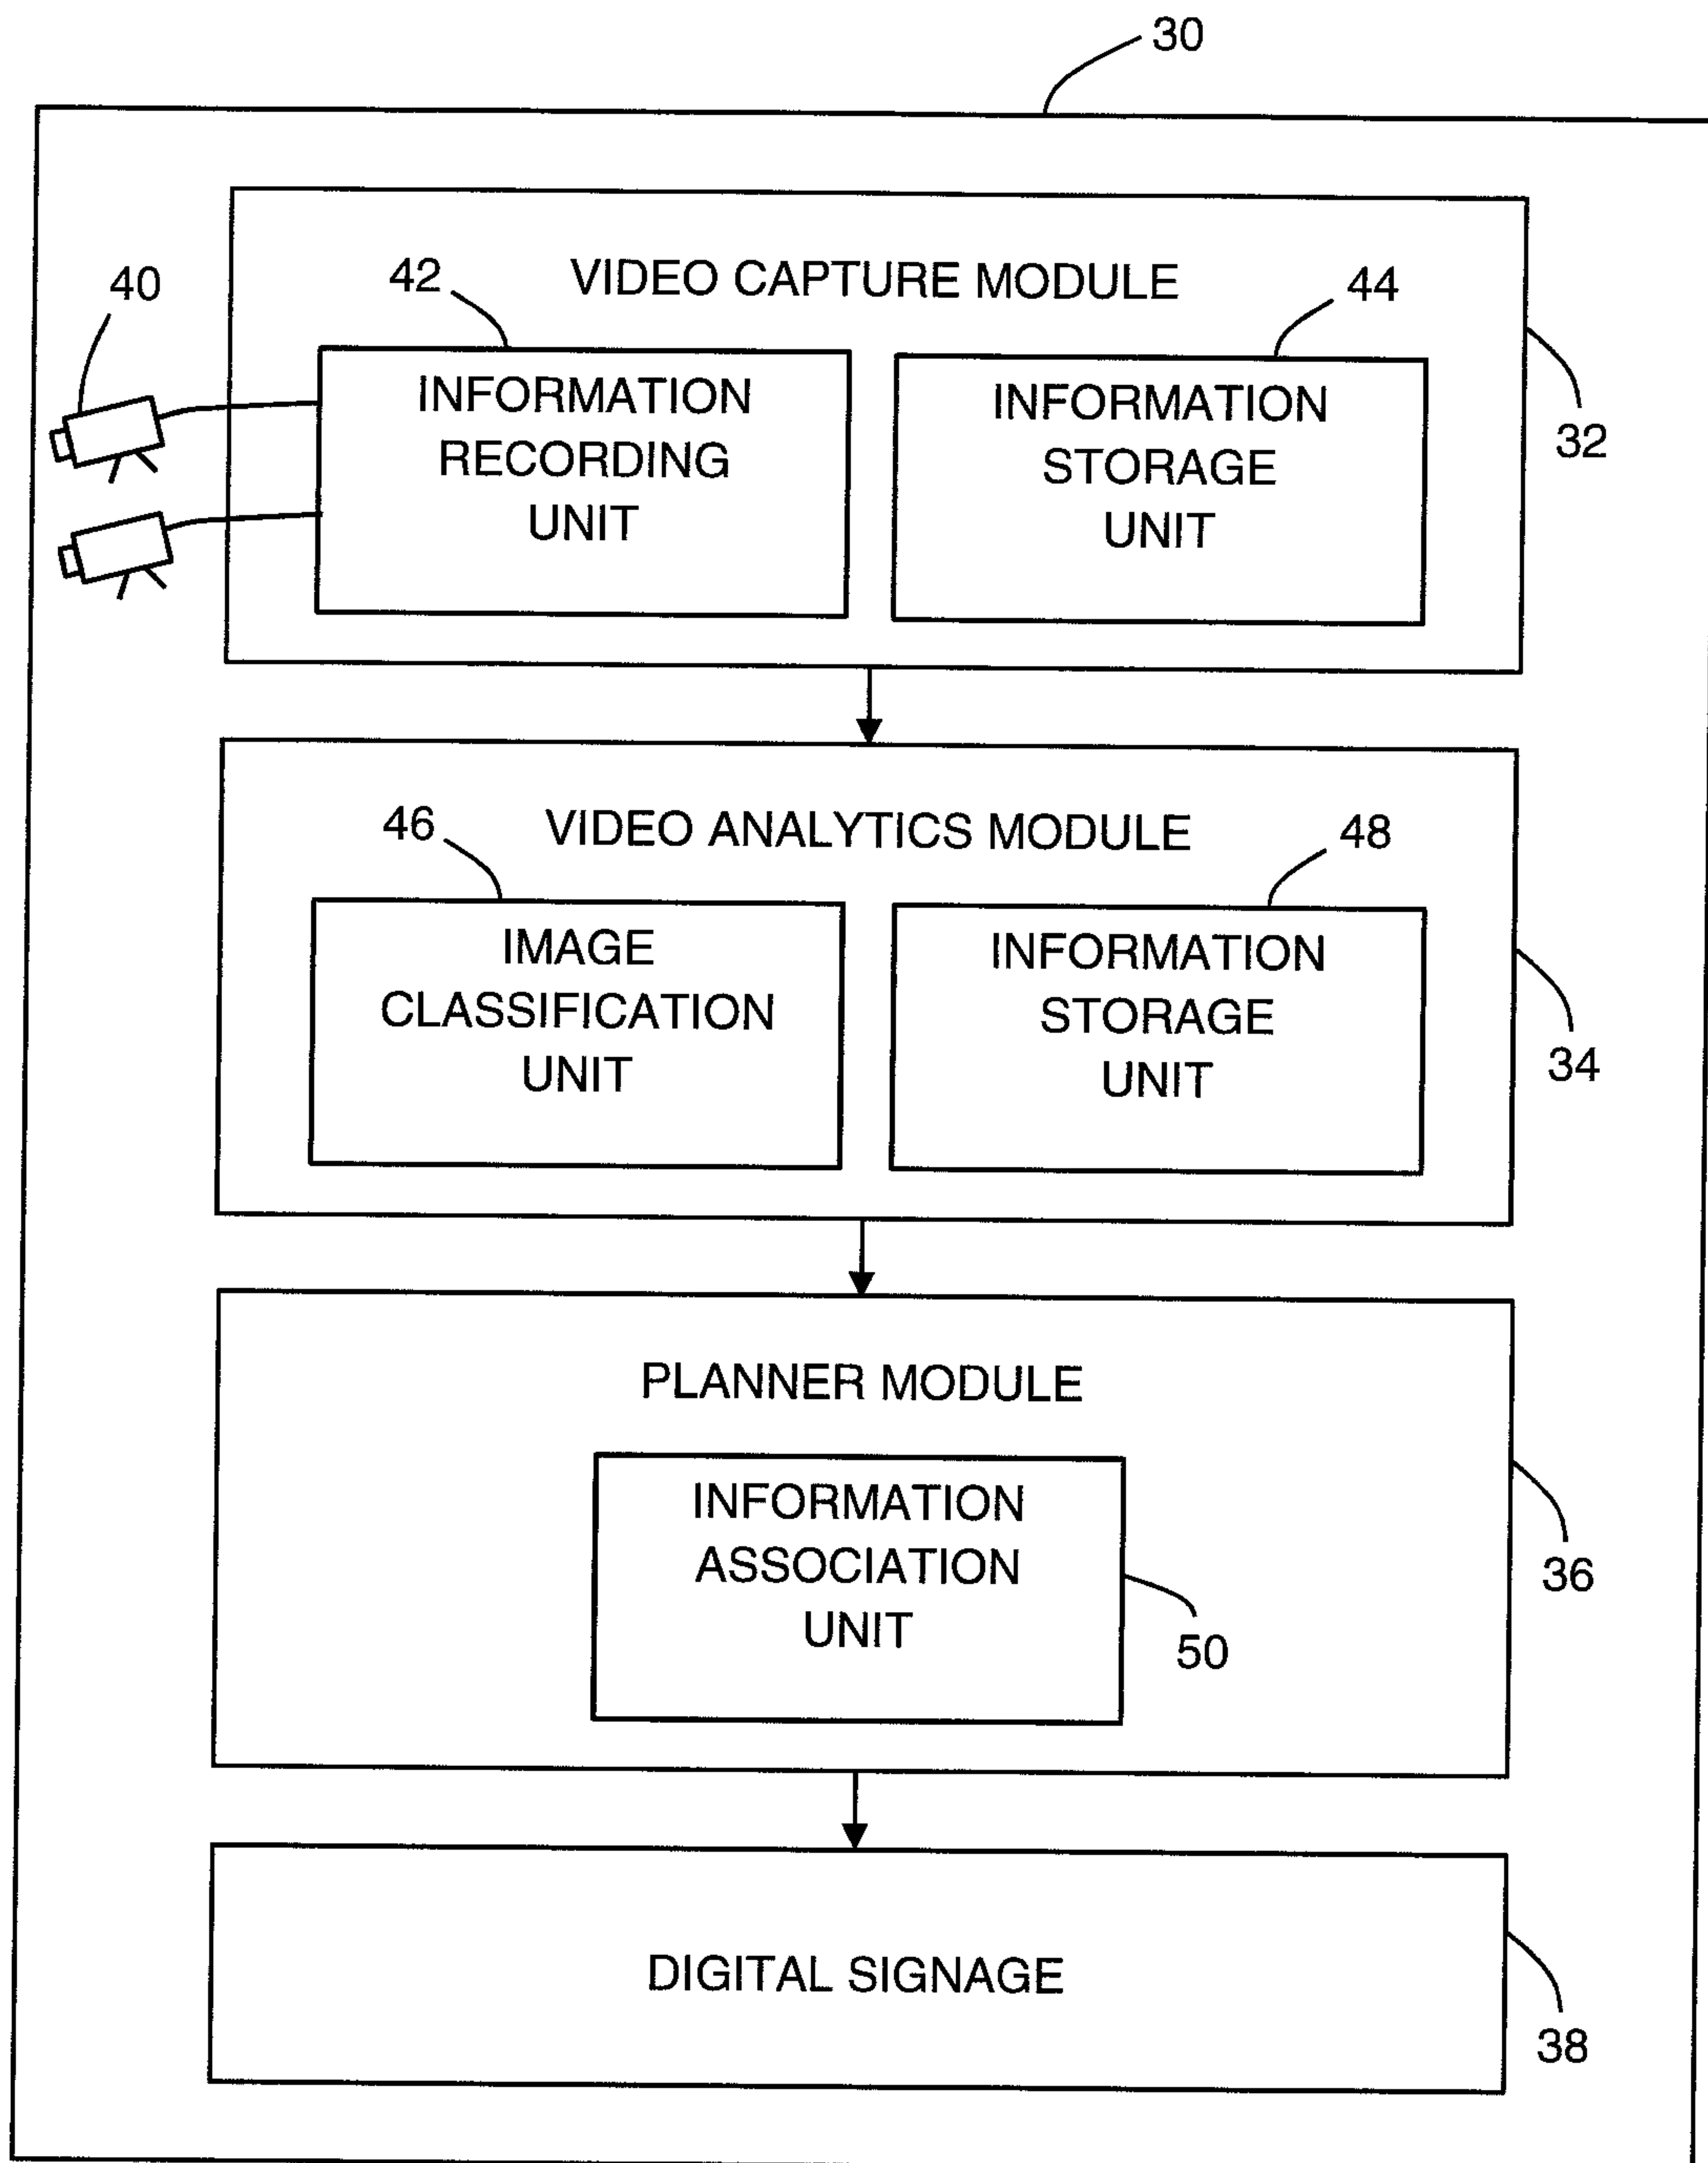 30
VIDEO CAPTURE MODULE
40
42
44
INFORMATION
RECORDING
UNIT
INFORMATION
STORAGE
UNIT
32
VIDEO ANALYTICS MODULE
46
48
IMAGE
CLASSIFICATION
UNIT
INFORMATION
STORAGE
UNIT
34
PLANNER MODULE
INFORMATION
ASSOCIATION
UNIT
36
50
DIGITAL SIGNAGE
38